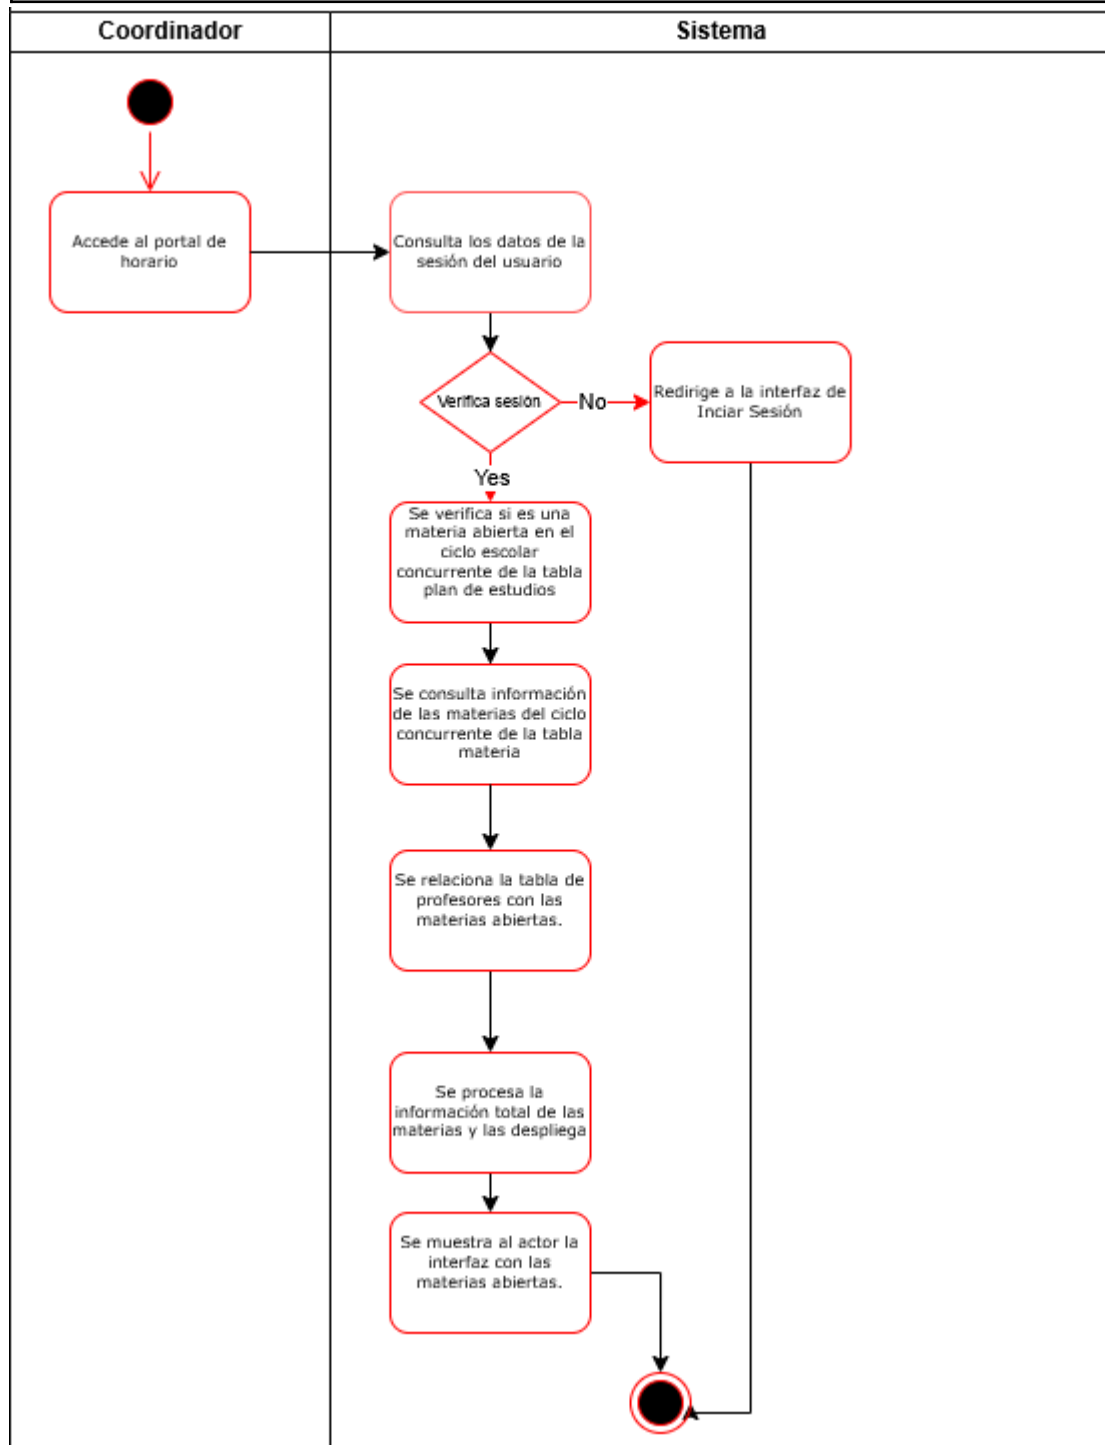 Coordinador
Sistema
Accede al portal de
horario
Consulta los datos de la
sesión del usuario
Verifica sesión
No
Redirige a la interfaz de
Inciar Sesión
Yes
Se verifica si es una
materia abierta en el
ciclo escolar
concurrente de la tabla
plan de estudios
Se consulta información
de las materias del ciclo
concurrente de la tabla
materia
Se relaciona la tabla de
profesores con las
materias abiertas.
Se procesa la
información total de las
materias y las despliega
Se muestra al actor la
interfaz con las
materias abiertas.